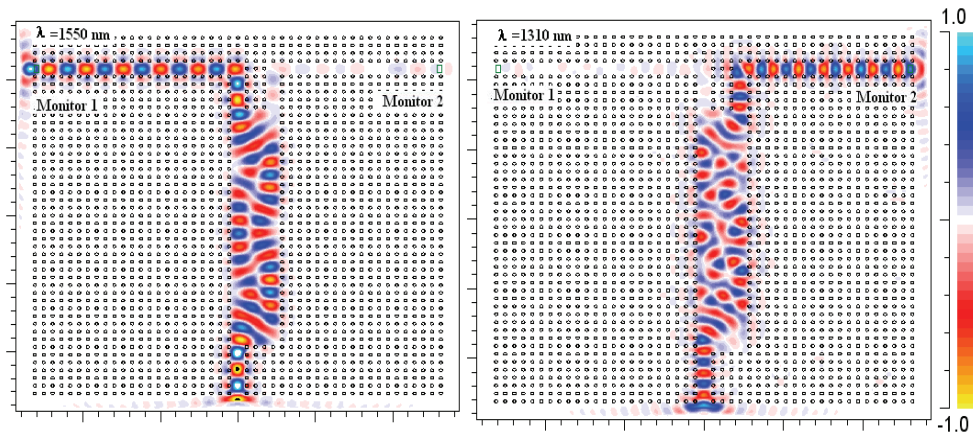 λ =1550 nm
Monitor 1
Monitor 2
λ =1310 nm
Monitor 1
Monitor 2
1.0
-1.0